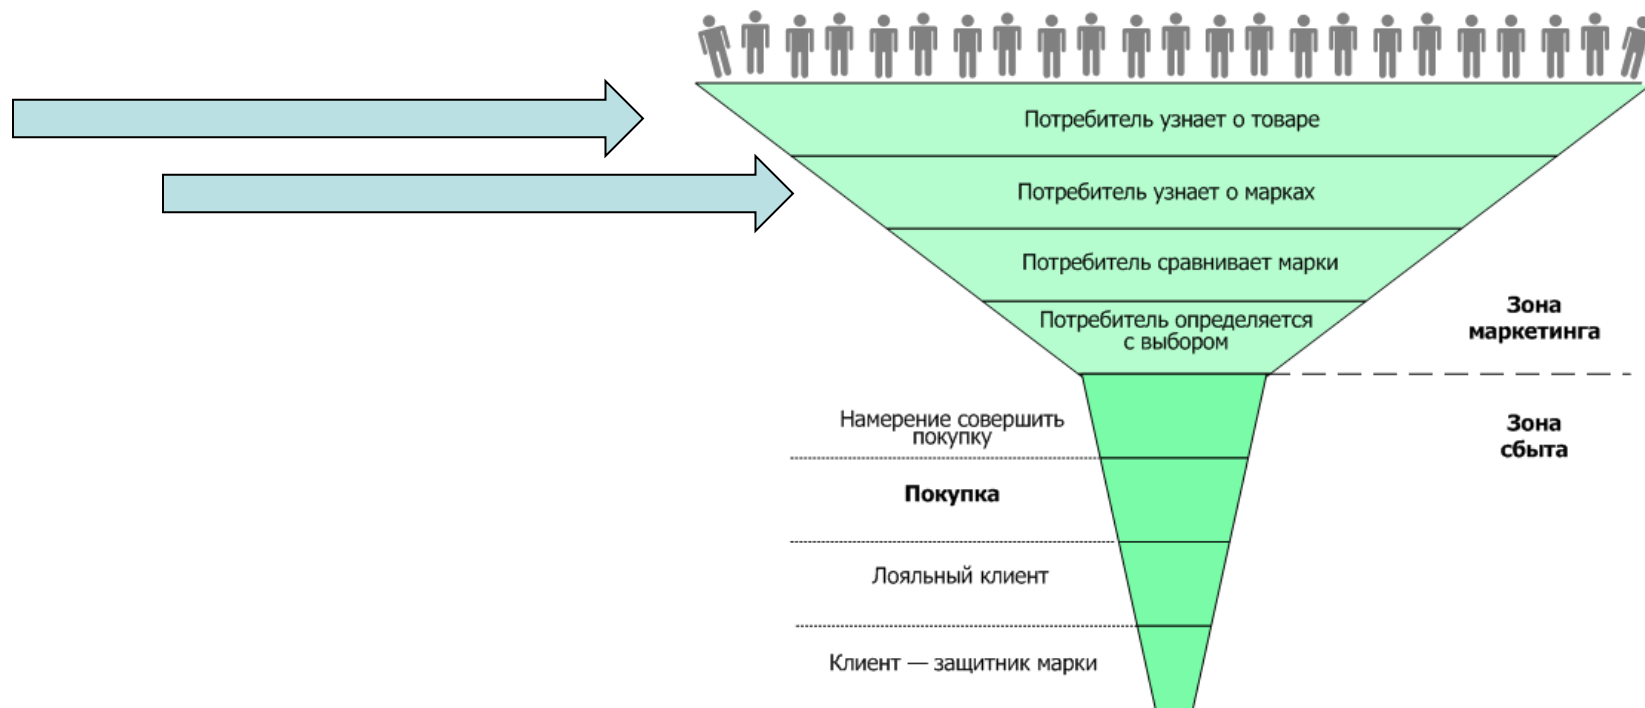 Потребитель узнает о товаре
Потребитель узнает о марках
Потребитель сравнивает марки
Потребитель определяется
с выбором
Зона
маркетинга
Намерение совершить
покупку
Зона
сбыта
Покупка
Лояльный клиент
Клиент — защитник марки